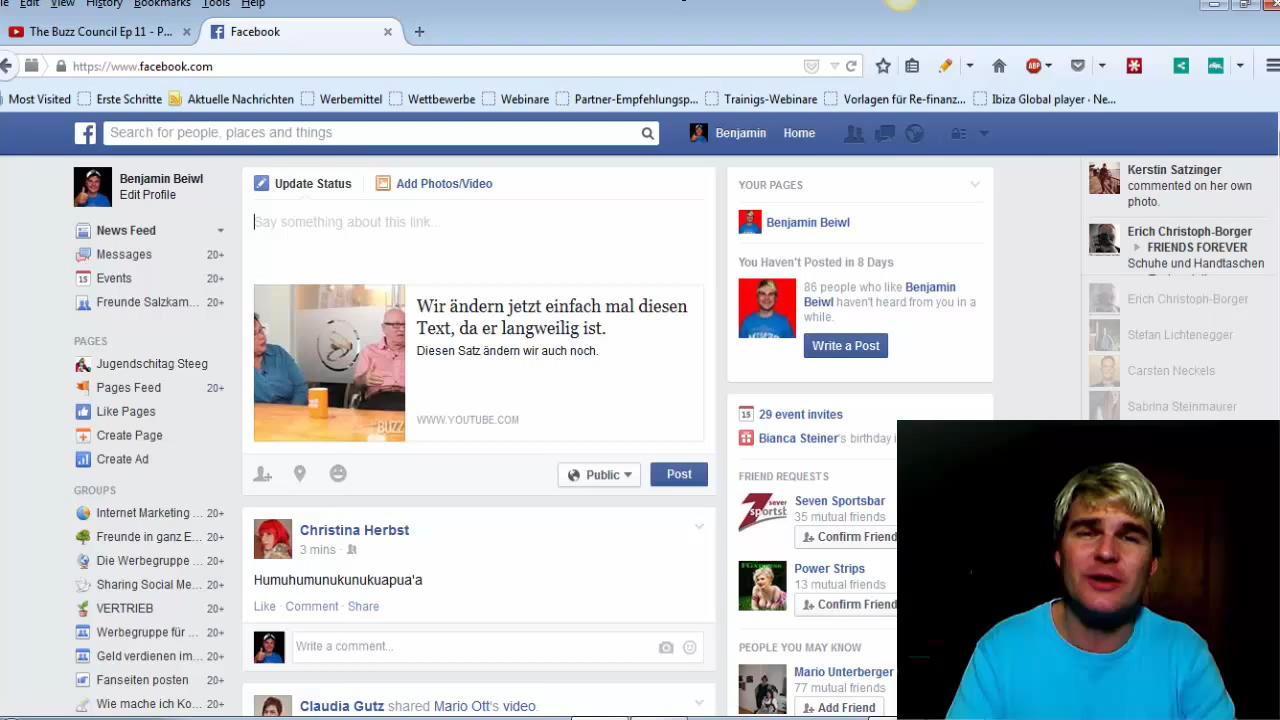 Edit View History Bookmarks Tools Help
The Buzz Council Ep 11 - P...
Facebook
https://www.facebook.com
ABP
Most Visited
Erste Schritte
Aktuelle Nachrichten
Werbemittel
Wettbewerbe
Webinare
Partner-Empfehlungsp...
Trainigs-Webinare
Vorlagen für Re-finanz...
Ibiza Global player · Ne...
Search for people, places and things
Benjamin
Home
Benjamin Beiwl
Edit Profile
News Feed
Messages 20+
Events 20+
Freunde Salzkam... 20+
PAGES
Jugendschitag Steeg
Pages Feed 20+
Like Pages
Create Page
Create Ad
GROUPS
Internet Marketing ... 20+
Freunde in ganz E... 20+
Die Werbegruppe ... 20+
Sharing Social Me... 20+
VERTRIEB 20+
Werbegruppe für ... 20+
Geld verdienen im... 20+
Fanseiten posten 20+
Wie mache ich Ko... 20+
Update Status
Add Photos/Video
Say something about this link...
Wir ändern jetzt einfach mal diesen
Text, da er langweilig ist.
Diesen Satz ändern wir auch noch.
WWW.YOUTUBE.COM
BUZZ
Public
Post
Christina Herbst
3 mins
Humuhumunukunukuapua'a
Like · Comment · Share
Write a comment...
Claudia Gutz shared Mario Ott's video.
YOUR PAGES
Benjamin Beiwl
You Haven't Posted in 8 Days
86 people who like Benjamin
Beiwl haven't heard from you in a
while.
Write a Post
15
29 event invites
Bianca Steiner's birthday
FRIEND REQUESTS
Seven Sportsbar
35 mutual friends
Confirm Friend
Power Strips
13 mutual friends
Confirm Friend
PEOPLE YOU MAY KNOW
Mario Unterberger
77 mutual friends
Add Friend
Kerstin Satzinger
commented on her own
photo.
Erich Christoph-Borger
FRIENDS FOREVER
Schuhe und Handtaschen
Erich Christoph-Borger
Stefan Lichtenegger
Carsten Neckels
Sabrina Steinmaurer